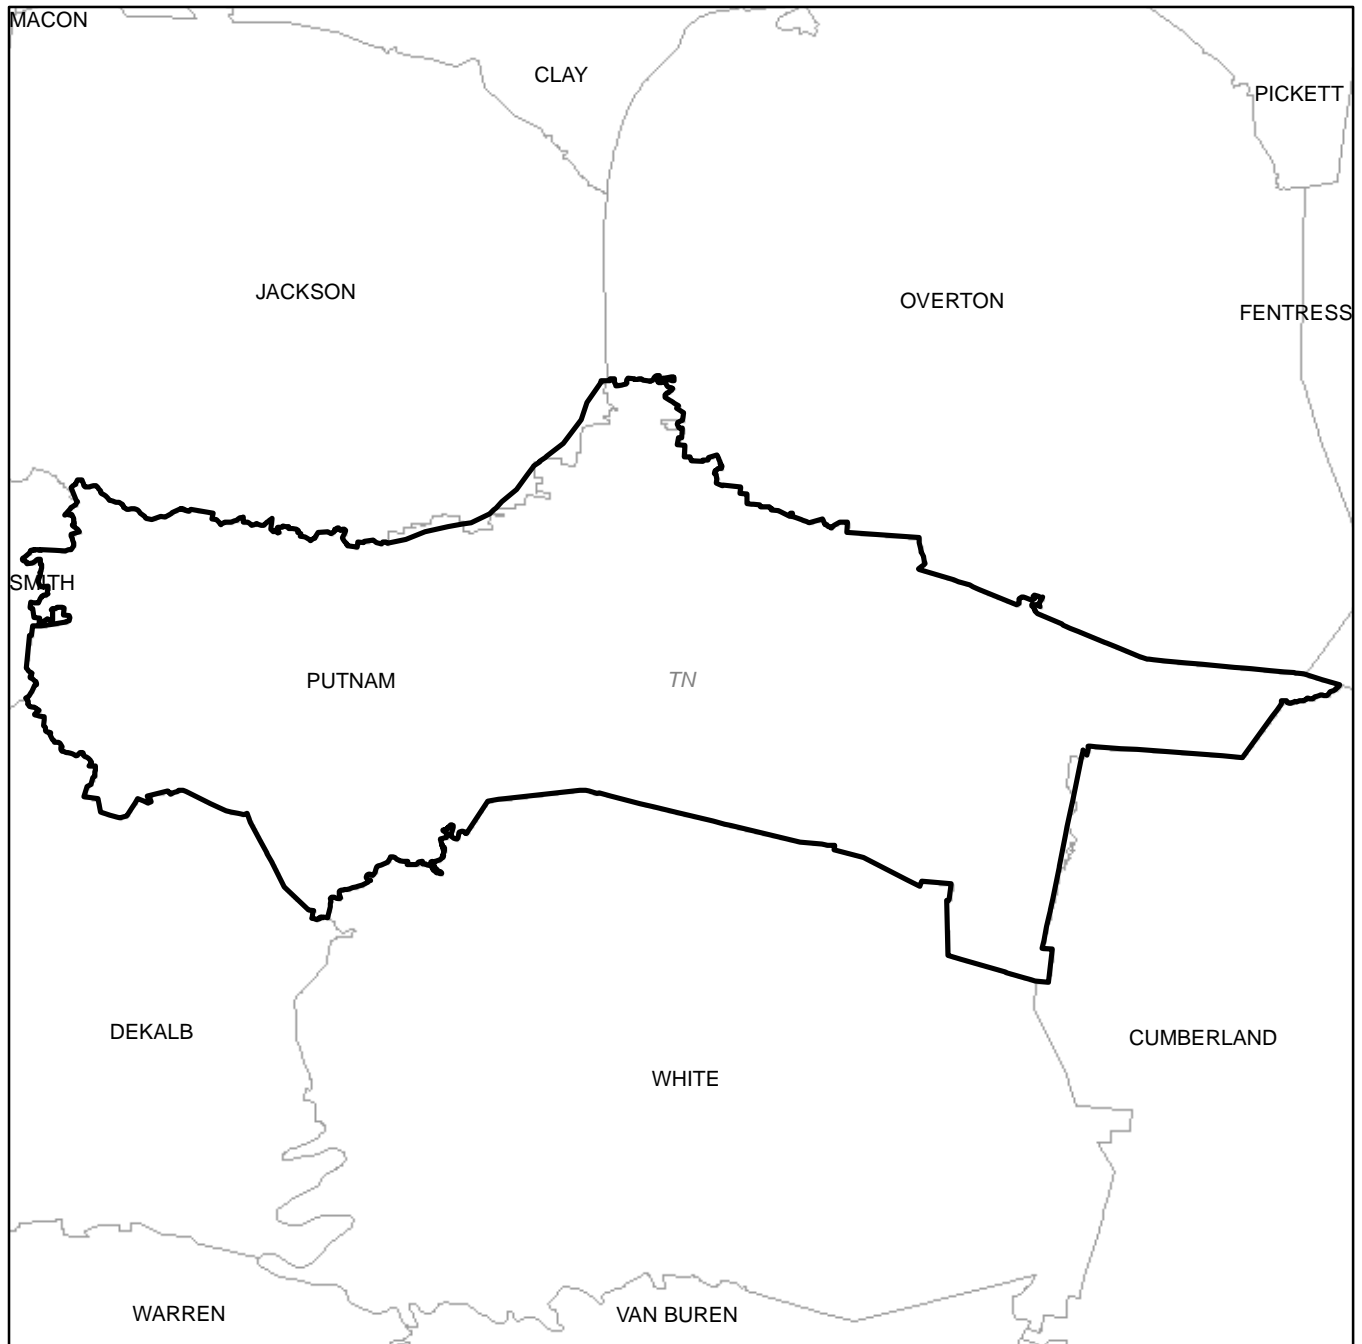 MACON
CLAY
PICKETT
JACKSON
OVERTON
FENTRESS
SMITH
PUTNAM
TN
DEKALB
CUMBERLAND
WHITE
WARREN
VAN BUREN